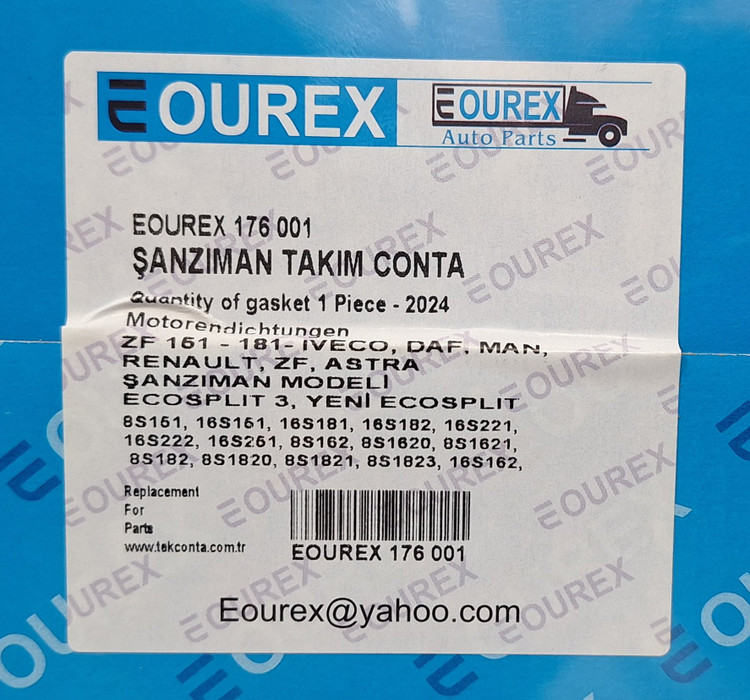 EOUREX
EOUREX
Auto Parts
EOUREX 176 001
ŞANZIMAN TAKIM CONTA
Quantity of gasket 1 Piece - 2024
Motorendichtungen
ZF 151 - 181- IVECO, DAF, MAN,
RENAULT, ZF, ASTRA
ŞANZIMAN MODELİ
ECOSPLIT 3, YENİ ECOSPLIT
8S151, 16S151, 16S181, 16S182, 16S221,
16S222, 16S251, 8S162, 8S1620, 8S1621,
8S182, 8S1820, 8S1821, 8S1823, 16S162,
Replacement
For
Parts
www.tekconta.com.tr
EOUREX 176 001
Eourex@yahoo.com